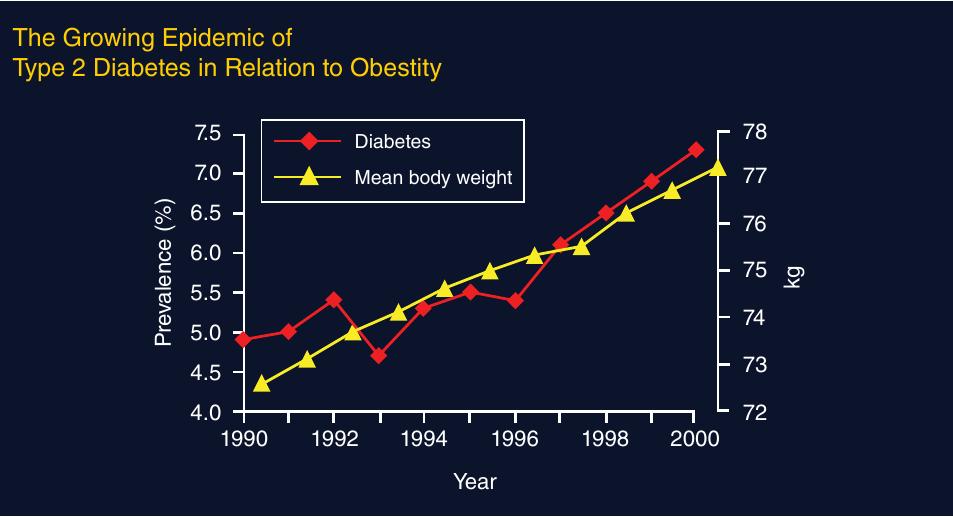 The Growing Epidemic of
Type 2 Diabetes in Relation to Obestity
Diabetes
Mean body weight
Prevalence (%)
7.5
7.0
6.5
6.0
5.5
5.0
4.5
4.0
78
77
76
75
74
73
72
kg
1990 1992 1994 1996 1998 2000
Year